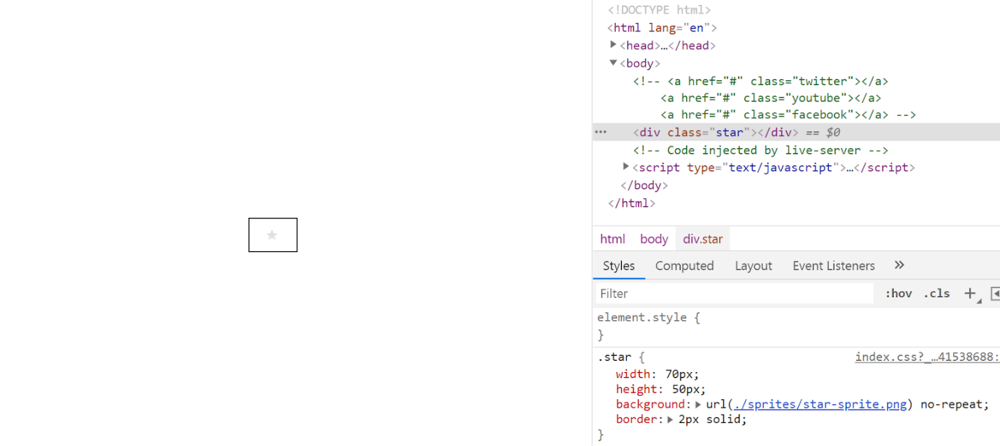 <!DOCTYPE html>
<html lang="en">
<head>…</head>
<body>
<!-- <a href="#" class="twitter"></a>
<a href="#" class="youtube"></a>
<a href="#" class="facebook"></a> -->
<div class="star"></div> == $0
<!-- Code injected by live-server -->
<script type="text/javascript">…</script>
</body>
</html>
html body div.star
Styles Computed Layout Event Listeners »
Filter :hov .cls +
element.style {
}
.star { index.css?_…41538688:
width: 70px;
height: 50px;
background: url(./sprites/star-sprite.png) no-repeat;
border: 2px solid;
}